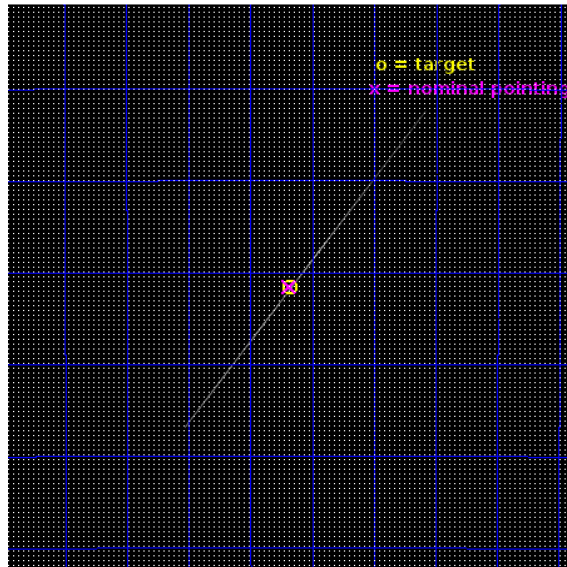 o = target
x = nominal pointing